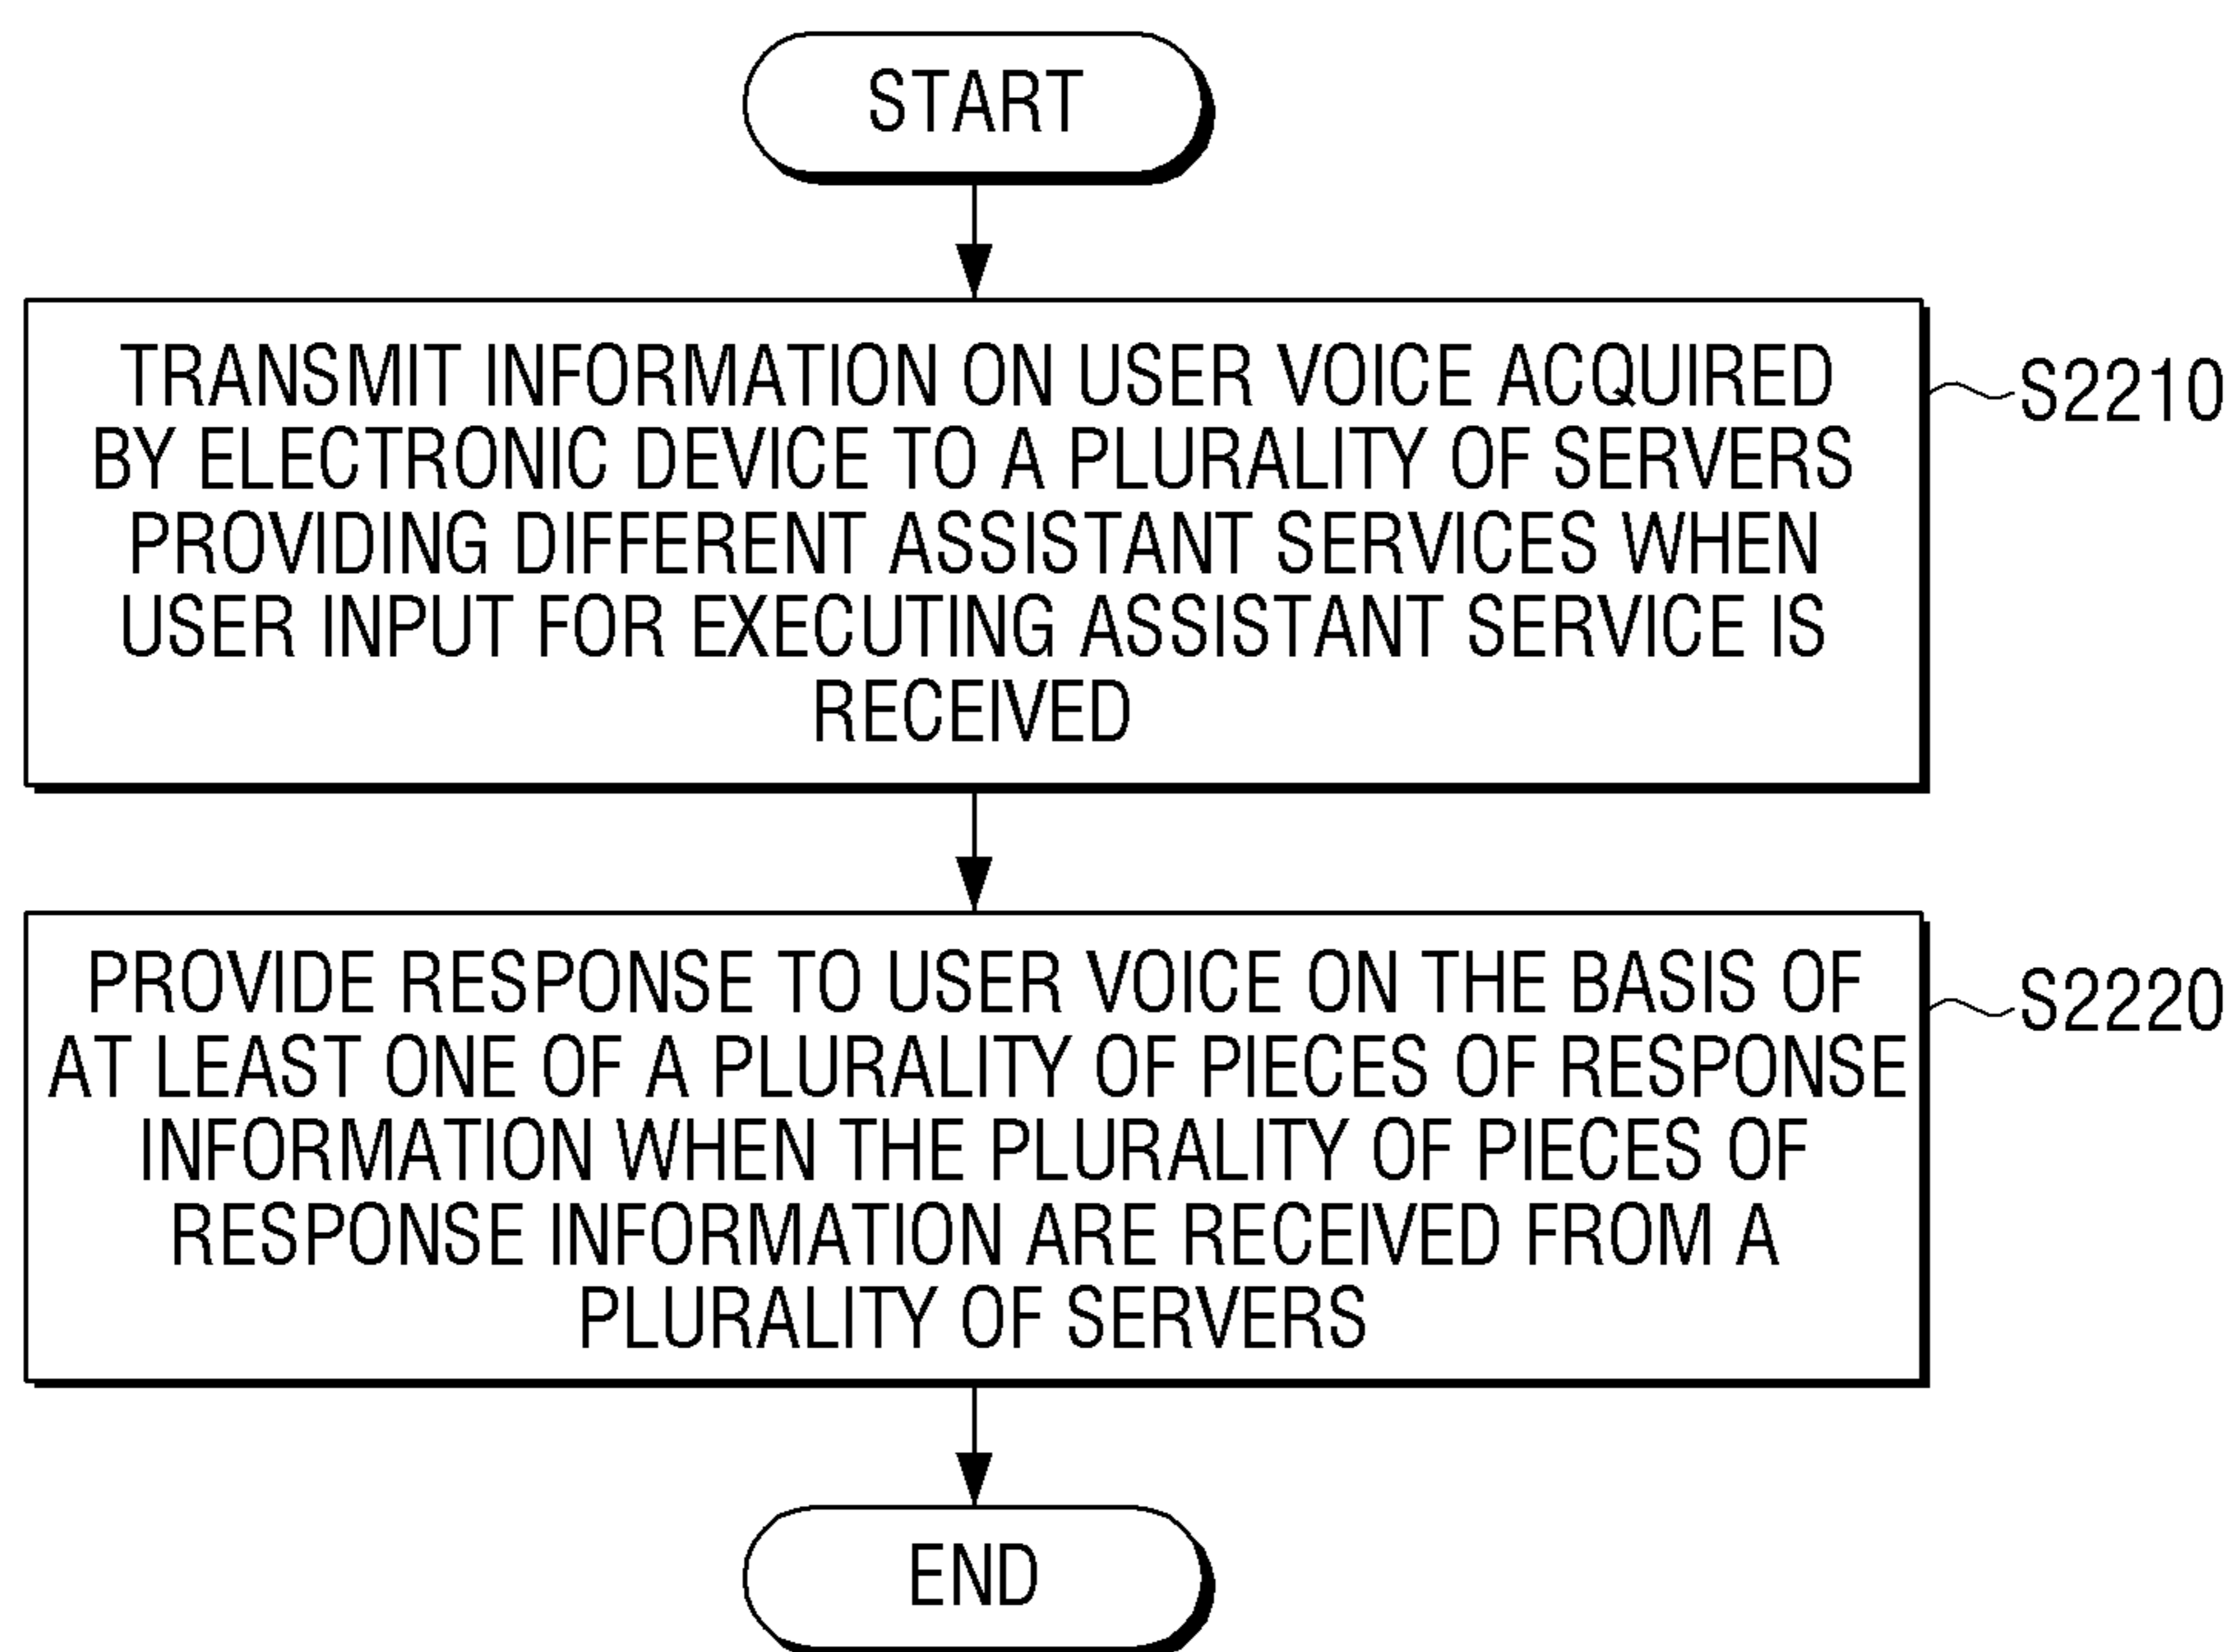 START
TRANSMIT INFORMATION ON USER VOICE ACQUIRED
BY ELECTRONIC DEVICE TO A PLURALITY OF SERVERS
PROVIDING DIFFERENT ASSISTANT SERVICES WHEN
USER INPUT FOR EXECUTING ASSISTANT SERVICE IS
RECEIVED
S2210
PROVIDE RESPONSE TO USER VOICE ON THE BASIS OF
AT LEAST ONE OF A PLURALITY OF PIECES OF RESPONSE
INFORMATION WHEN THE PLURALITY OF PIECES OF
RESPONSE INFORMATION ARE RECEIVED FROM A
PLURALITY OF SERVERS
S2220
END